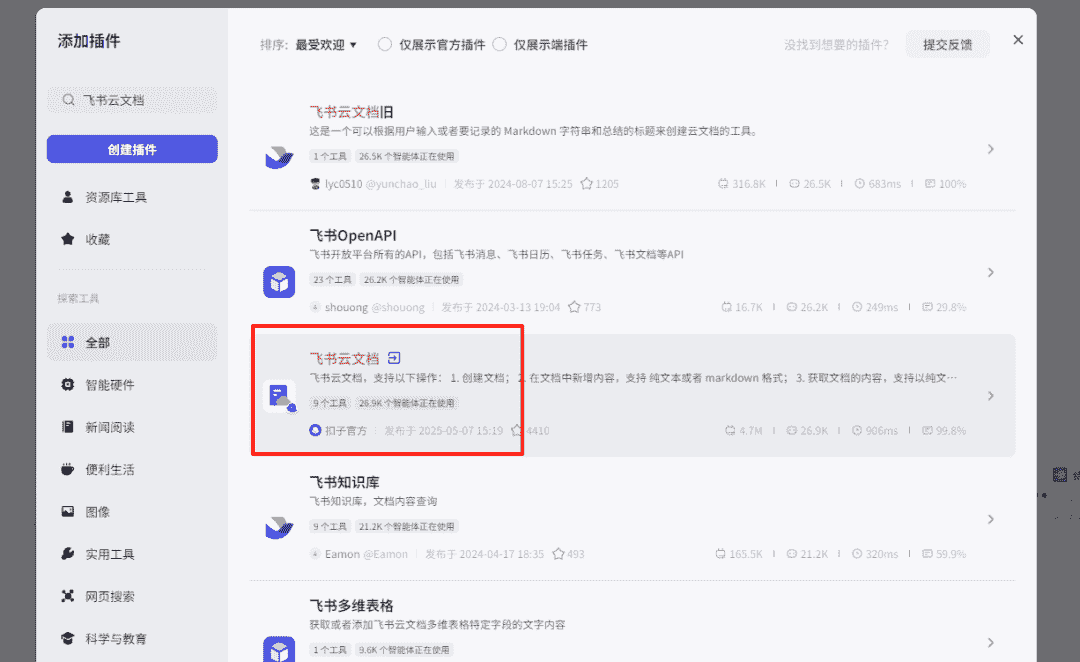 添加插件
飞书云文档
创建插件
资源库工具
收藏
探索工具
全部
智能硬件
新闻阅读
便利生活
图像
实用工具
网页搜索
科学与教育
排序: 最受欢迎 仅展示官方插件 仅展示端插件 没找到想要的插件? 提交反馈
飞书云文档旧
这是一个可以根据用户输入或者要记录的 Markdown 字符串和总结的标题来创建云文档的工具。
1 个工具 26.5K 个智能体正在使用
lyc0510 @yunchao_liu 发布于 2024-08-07 15:25 1205 316.8K 26.5K 683ms 100%
飞书OpenAPI
飞书开放平台所有的API，包括飞书消息、飞书日历、飞书任务、飞书文档等API
23 个工具 26.2K 个智能体正在使用
shouong @shouong 发布于 2024-03-13 19:04 773 16.7K 26.2K 249ms 29.8%
飞书云文档
飞书云文档，支持以下操作： 1. 创建文档； 2. 在文档中新增内容，支持 纯文本或者 markdown 格式； 3. 获取文档的内容，支持以纯文…
9 个工具 26.9K 个智能体正在使用
扣子官方 发布于 2025-05-07 15:19 4410 4.7M 26.9K 906ms 99.8%
飞书知识库
飞书知识库，文档内容查询
9 个工具 21.2K 个智能体正在使用
Eamon @Eamon 发布于 2024-04-17 18:35 493 165.5K 21.2K 320ms 59.9%
飞书多维表格
获取或者添加飞书云文档多维表格特定字段的文字内容
1 个工具 9.6K 个智能体正在使用